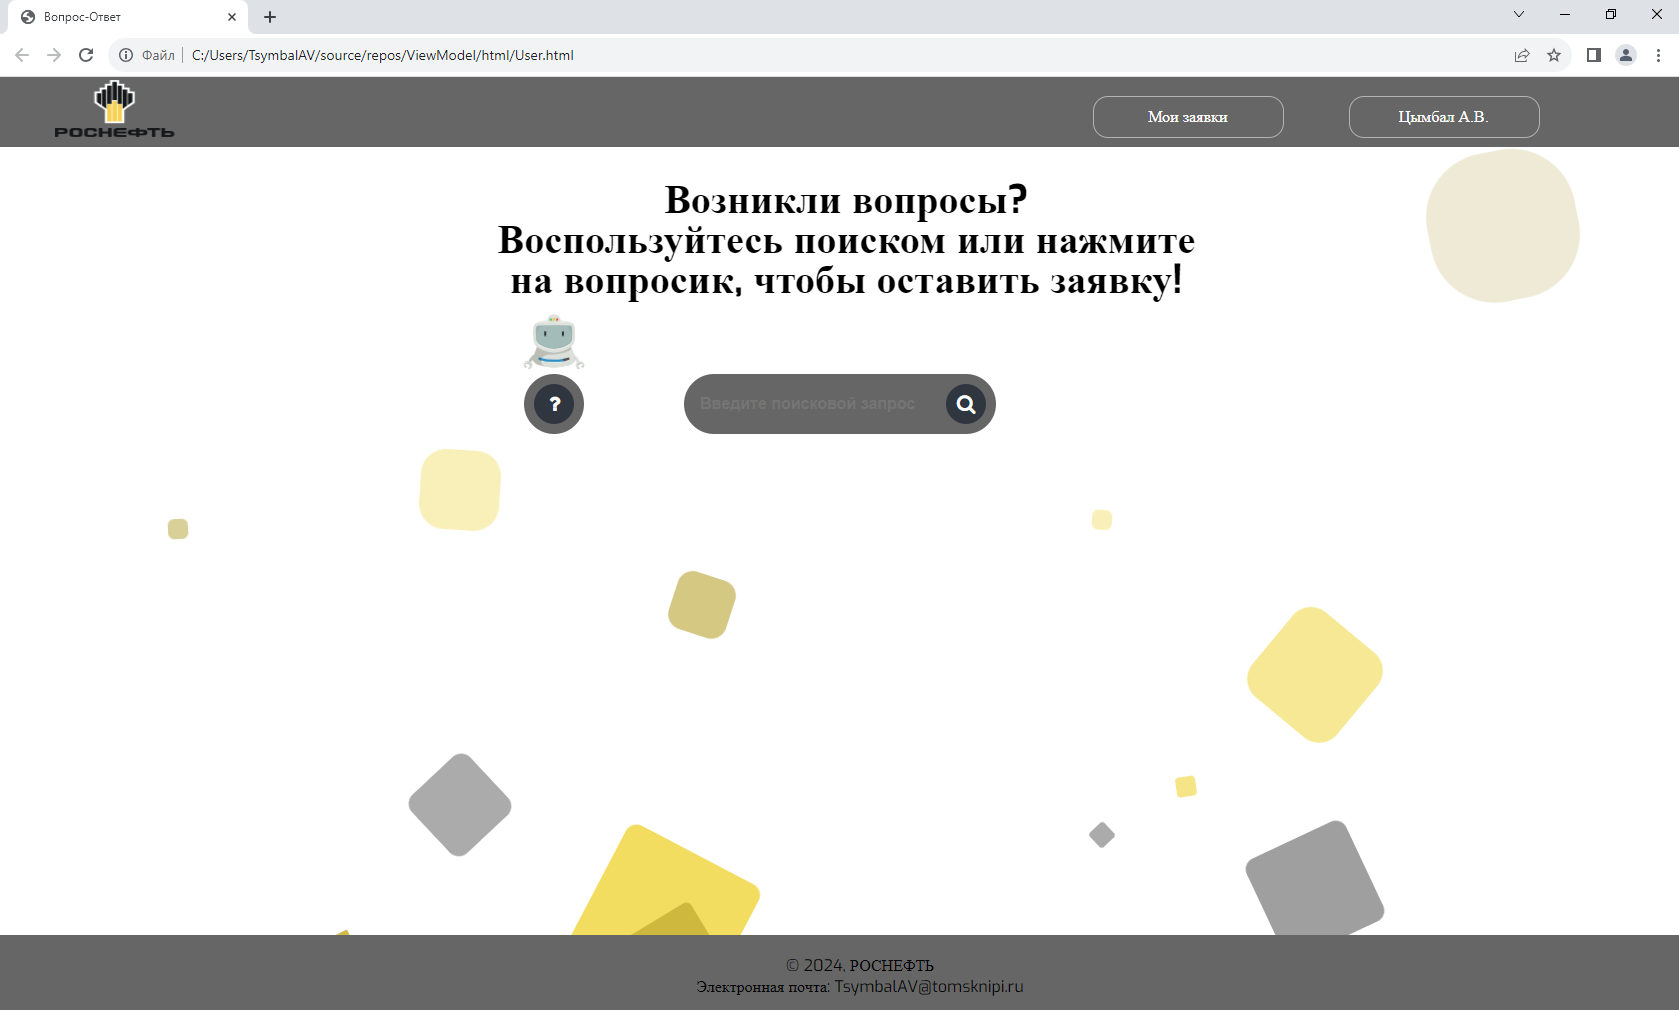 Вопрос-Ответ
Файл
C:/Users/TsymbalAV/source/repos/ViewModel/html/User.html
РОСНЕФТЬ
Мои заявки
Цымбал А.В.
Возникли вопросы?
Воспользуйтесь поиском или нажмите
на вопросик, чтобы оставить заявку!
?
Введите поисковой запрос
© 2024, РОСНЕФТЬ
Электронная почта: TsymbalAV@tomsknipi.ru